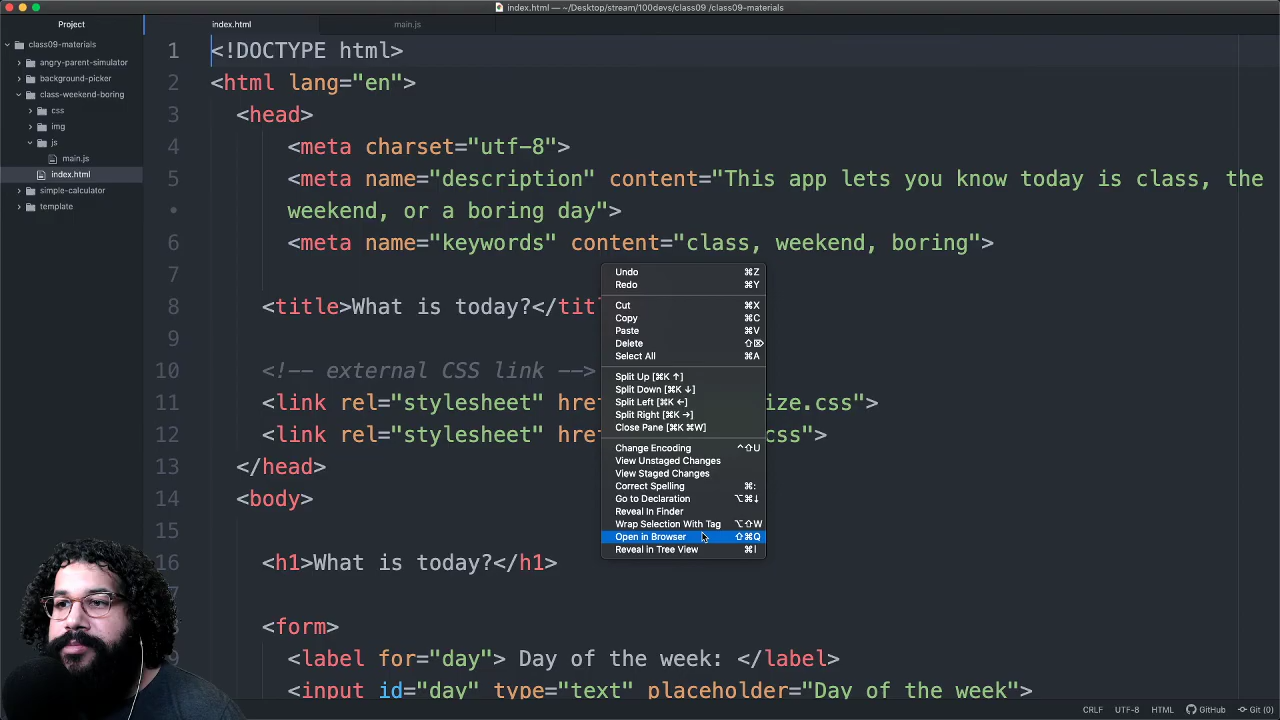 index.html — ~/Desktop/stream/100devs/class09 /class09-materials
Project
index.html
main.js
class09-materials
angry-parent-simulator
background-picker
class-weekend-boring
css
img
js
main.js
index.html
simple-calculator
template
1 <!DOCTYPE html>
2 <html lang="en">
3 <head>
4 <meta charset="utf-8">
5 <meta name="description" content="This app lets you know today is class, the
• weekend, or a boring day">
6 <meta name="keywords" content="class, weekend, boring">
7
8 <title>What is today?</titl
9
10 <!-- external CSS link -->
11 <link rel="stylesheet" hre ize.css">
12 <link rel="stylesheet" hre css">
13 </head>
14 <body>
15
16 <h1>What is today?</h1>
<form>
<label for="day"> Day of the week: </label>
<input id="day" type="text" placeholder="Day of the week">
Undo ⌘Z
Redo ⌘Y
Cut ⌘X
Copy ⌘C
Paste ⌘V
Delete ⇧⌦
Select All ⌘A
Split Up [⌘K ↑]
Split Down [⌘K ↓]
Split Left [⌘K ←]
Split Right [⌘K →]
Close Pane [⌘K ⌘W]
Change Encoding ^⇧U
View Unstaged Changes
View Staged Changes
Correct Spelling ⌘:
Go to Declaration ⌥⌘↓
Reveal In Finder
Wrap Selection With Tag ⌥⇧W
Open in Browser ⇧⌘Q
Reveal in Tree View ⌘|
CRLF UTF-8 HTML GitHub Git (0)